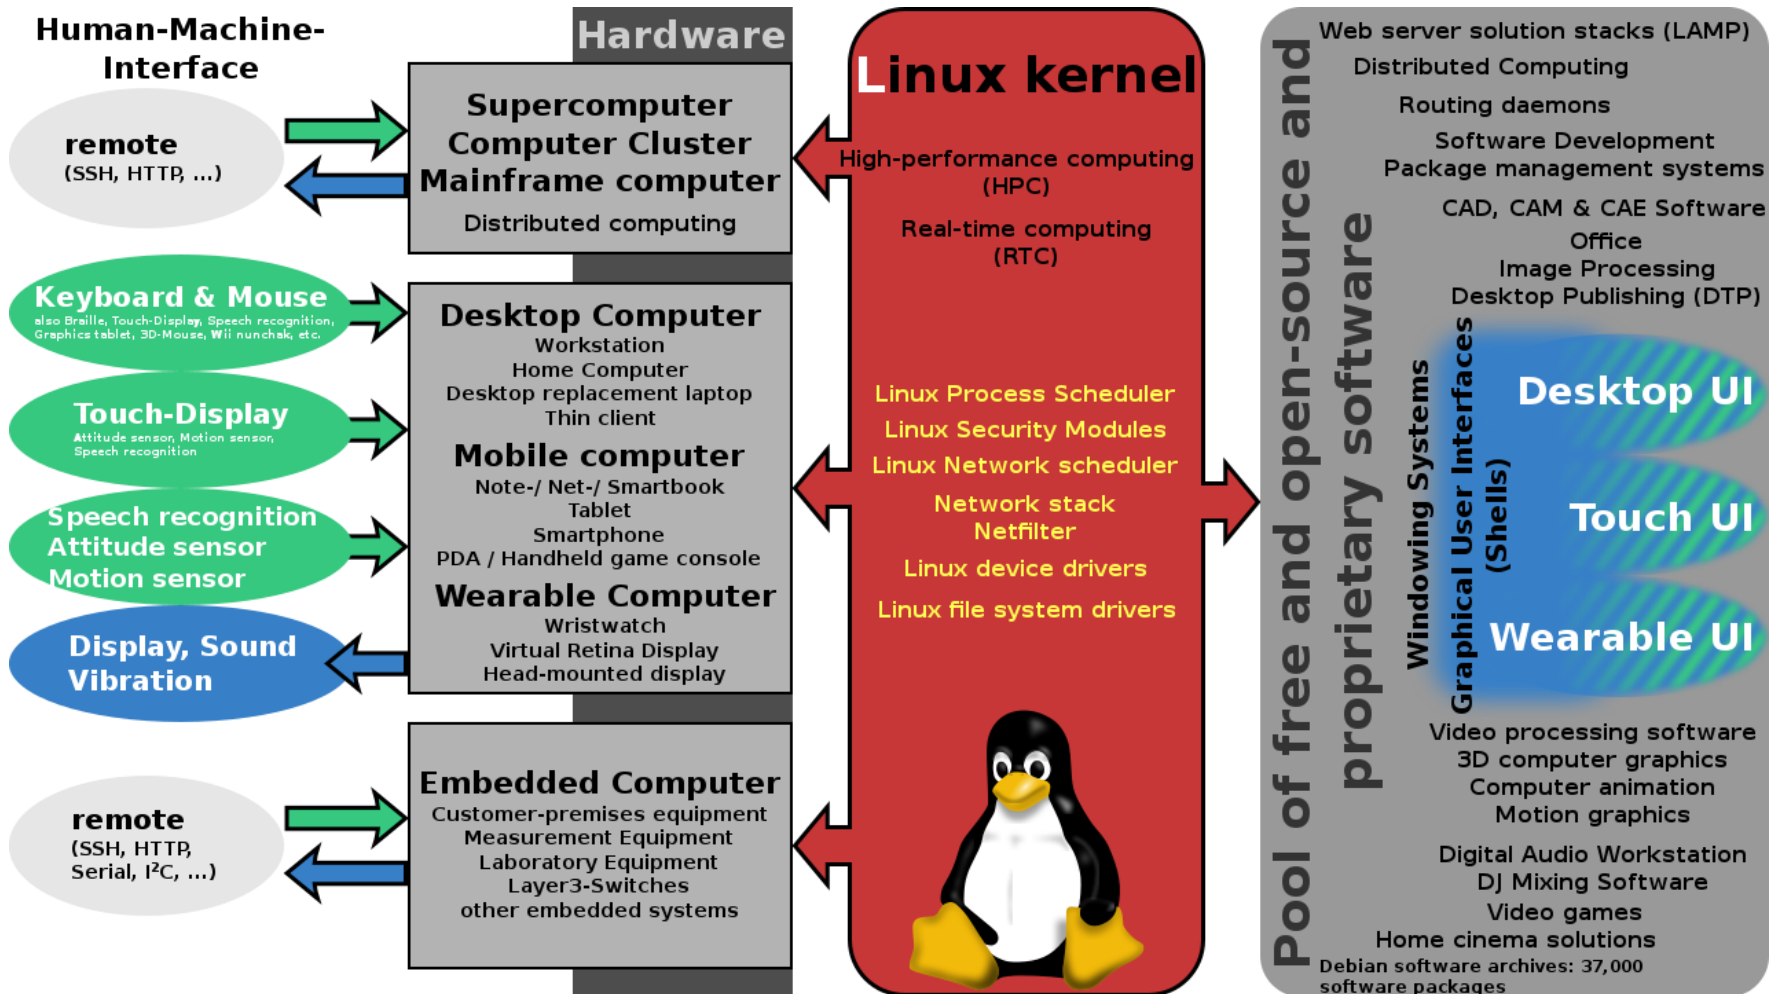 Human-Machine-
Interface
remote
(SSH, HTTP, ...)
Keyboard & Mouse
also Braille, Touch-Display, Speech recognition,
Graphics tablet, 3D-Mouse, Wii nunchak, etc.
Touch-Display
Attitude sensor, Motion sensor,
Speech recognition
Speech recognition
Attitude sensor
Motion sensor
Display, Sound
Vibration
remote
(SSH, HTTP,
Serial, I²C, ...)
Hardware
Supercomputer
Computer Cluster
Mainframe computer
Distributed computing
Desktop Computer
Workstation
Home Computer
Desktop replacement laptop
Thin client
Mobile computer
Note-/ Net-/ Smartbook
Tablet
Smartphone
PDA / Handheld game console
Wearable Computer
Wristwatch
Virtual Retina Display
Head-mounted display
Embedded Computer
Customer-premises equipment
Measurement Equipment
Laboratory Equipment
Layer3-Switches
other embedded systems
Linux kernel
High-performance computing
(HPC)
Real-time computing
(RTC)
Linux Process Scheduler
Linux Security Modules
Linux Network scheduler
Network stack
Netfilter
Linux device drivers
Linux file system drivers
Pool of free and open-source and
proprietary software
Web server solution stacks (LAMP)
Distributed Computing
Routing daemons
Software Development
Package management systems
CAD, CAM & CAE Software
Office
Image Processing
Desktop Publishing (DTP)
Windowing Systems
Graphical User Interfaces
(Shells)
Desktop UI
Touch UI
Wearable UI
Video processing software
3D computer graphics
Computer animation
Motion graphics
Digital Audio Workstation
DJ Mixing Software
Video games
Home cinema solutions
Debian software archives: 37,000
software packages